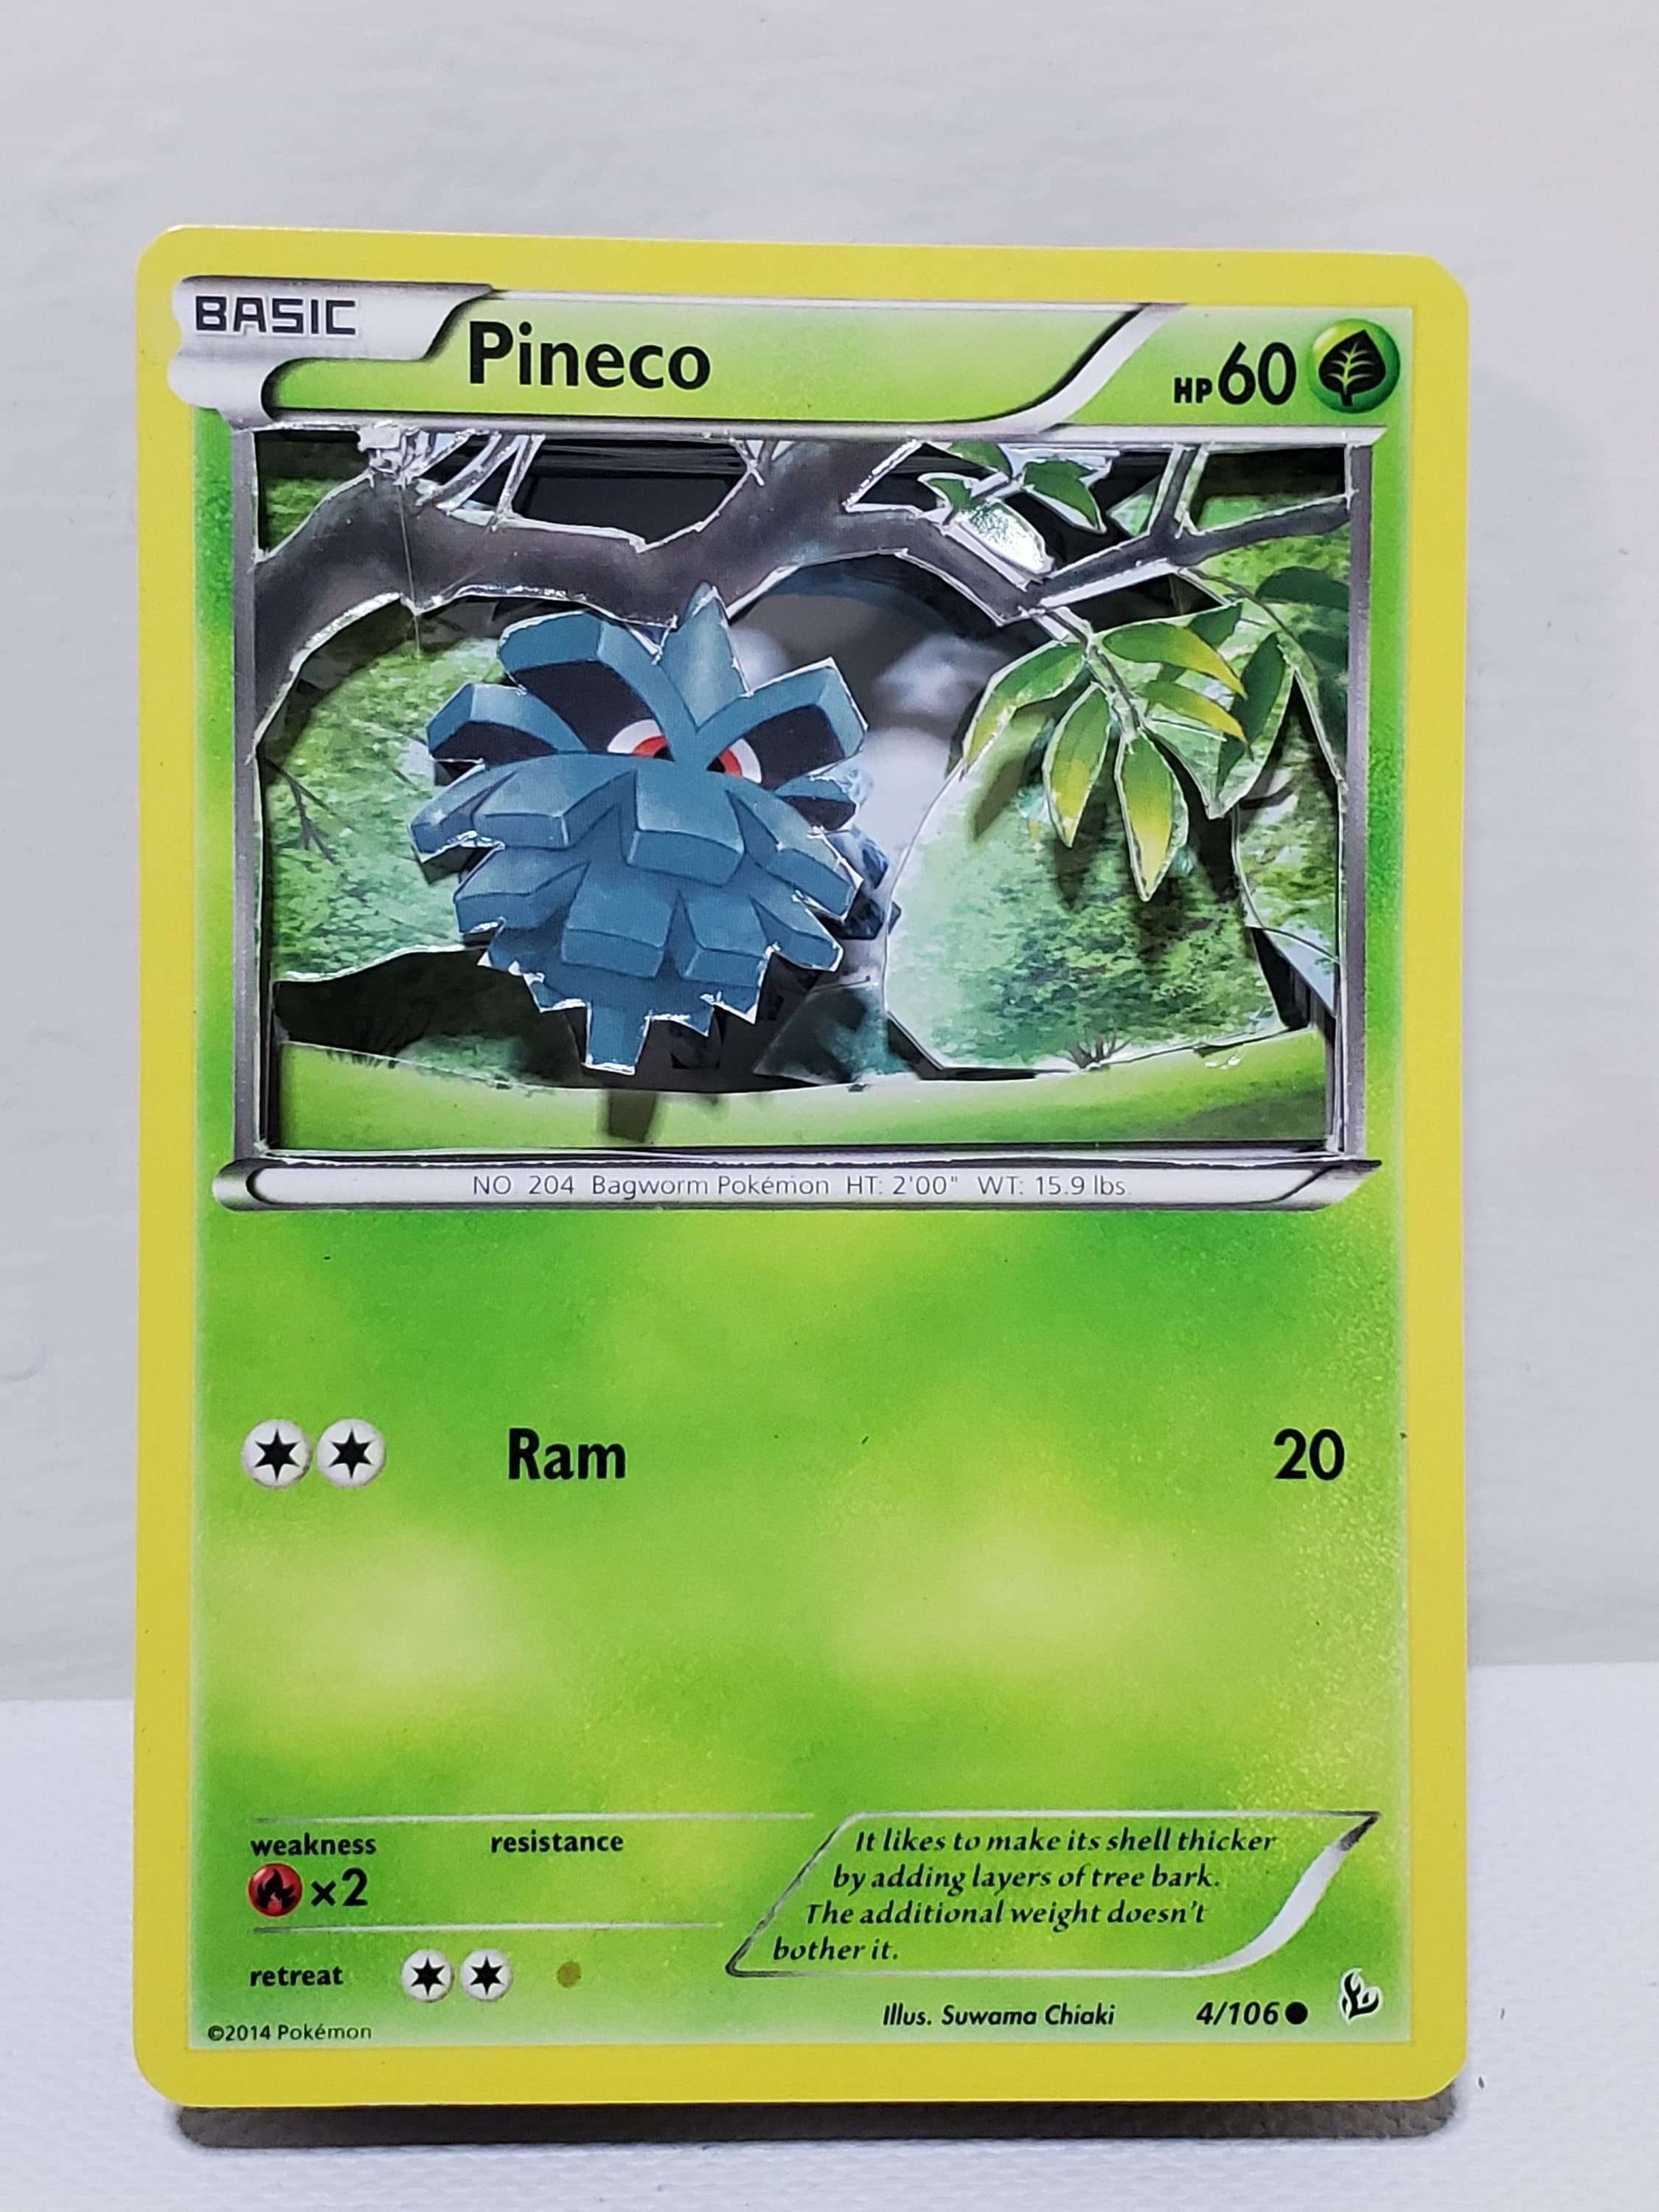 BASIC
Pineco
HP60
NO. 204 Bagworm Pokémon HT: 2'00" WT: 15.9 lbs.
Ram 20
weakness resistance
×2
retreat
It likes to make its shell thicker
by adding layers of tree bark.
The additional weight doesn't
bother it.
Illus. Suwama Chiaki 4/106
©2014 Pokémon